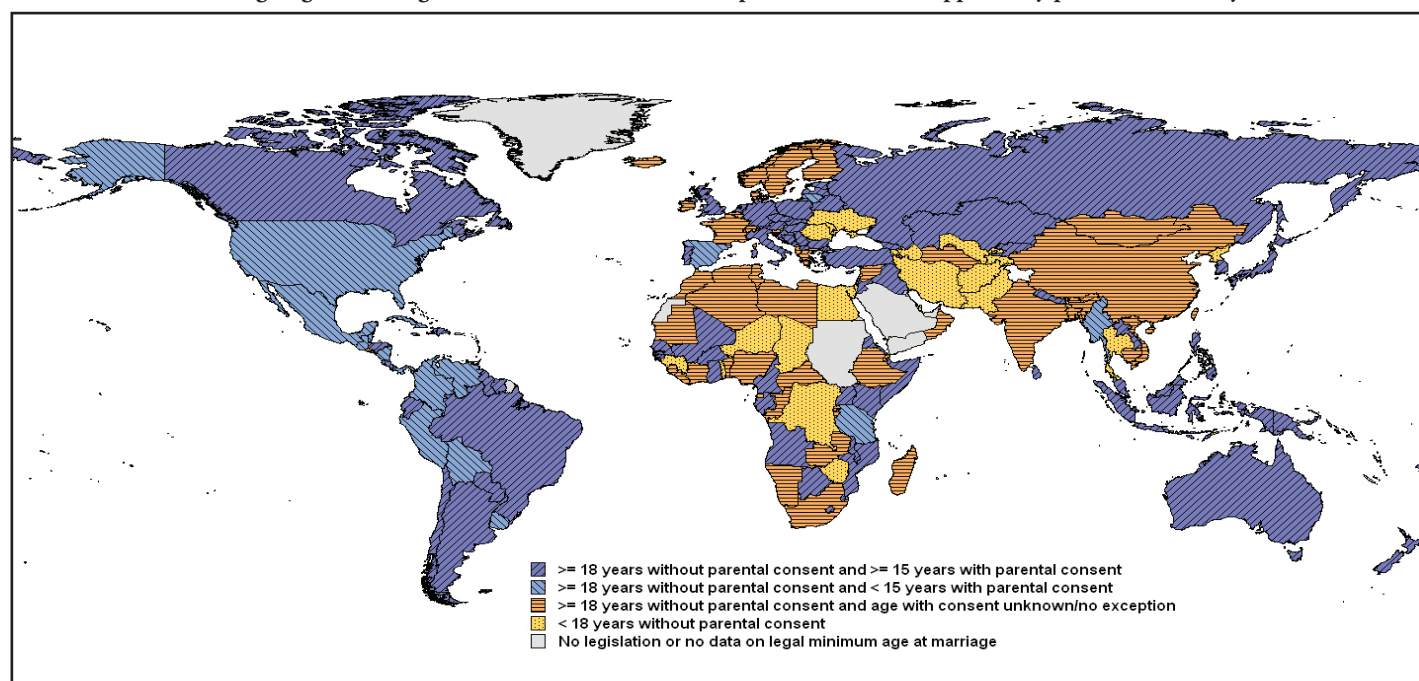 >= 18 years without parental consent and >= 15 years with parental consent
>= 18 years without parental consent and < 15 years with parental consent
>= 18 years without parental consent and age with consent unknown/no exception
< 18 years without parental consent
No legislation or no data on legal minimum age at marriage